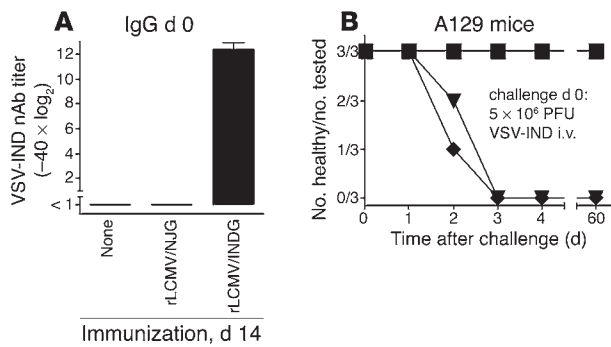 A
IgG d 0
VSV-IND nAb titer
(–40 × log2)
12
10
8
6
4
2
< 1
None
rLCMV/NJG
rLCMV/INDG
Immunization, d 14
B
A129 mice
No. healthy/no. tested
3/3
2/3
1/3
0/3
challenge d 0:
5 × 10⁶ PFU
VSV-IND i.v.
0 1 2 3 4 60
Time after challenge (d)